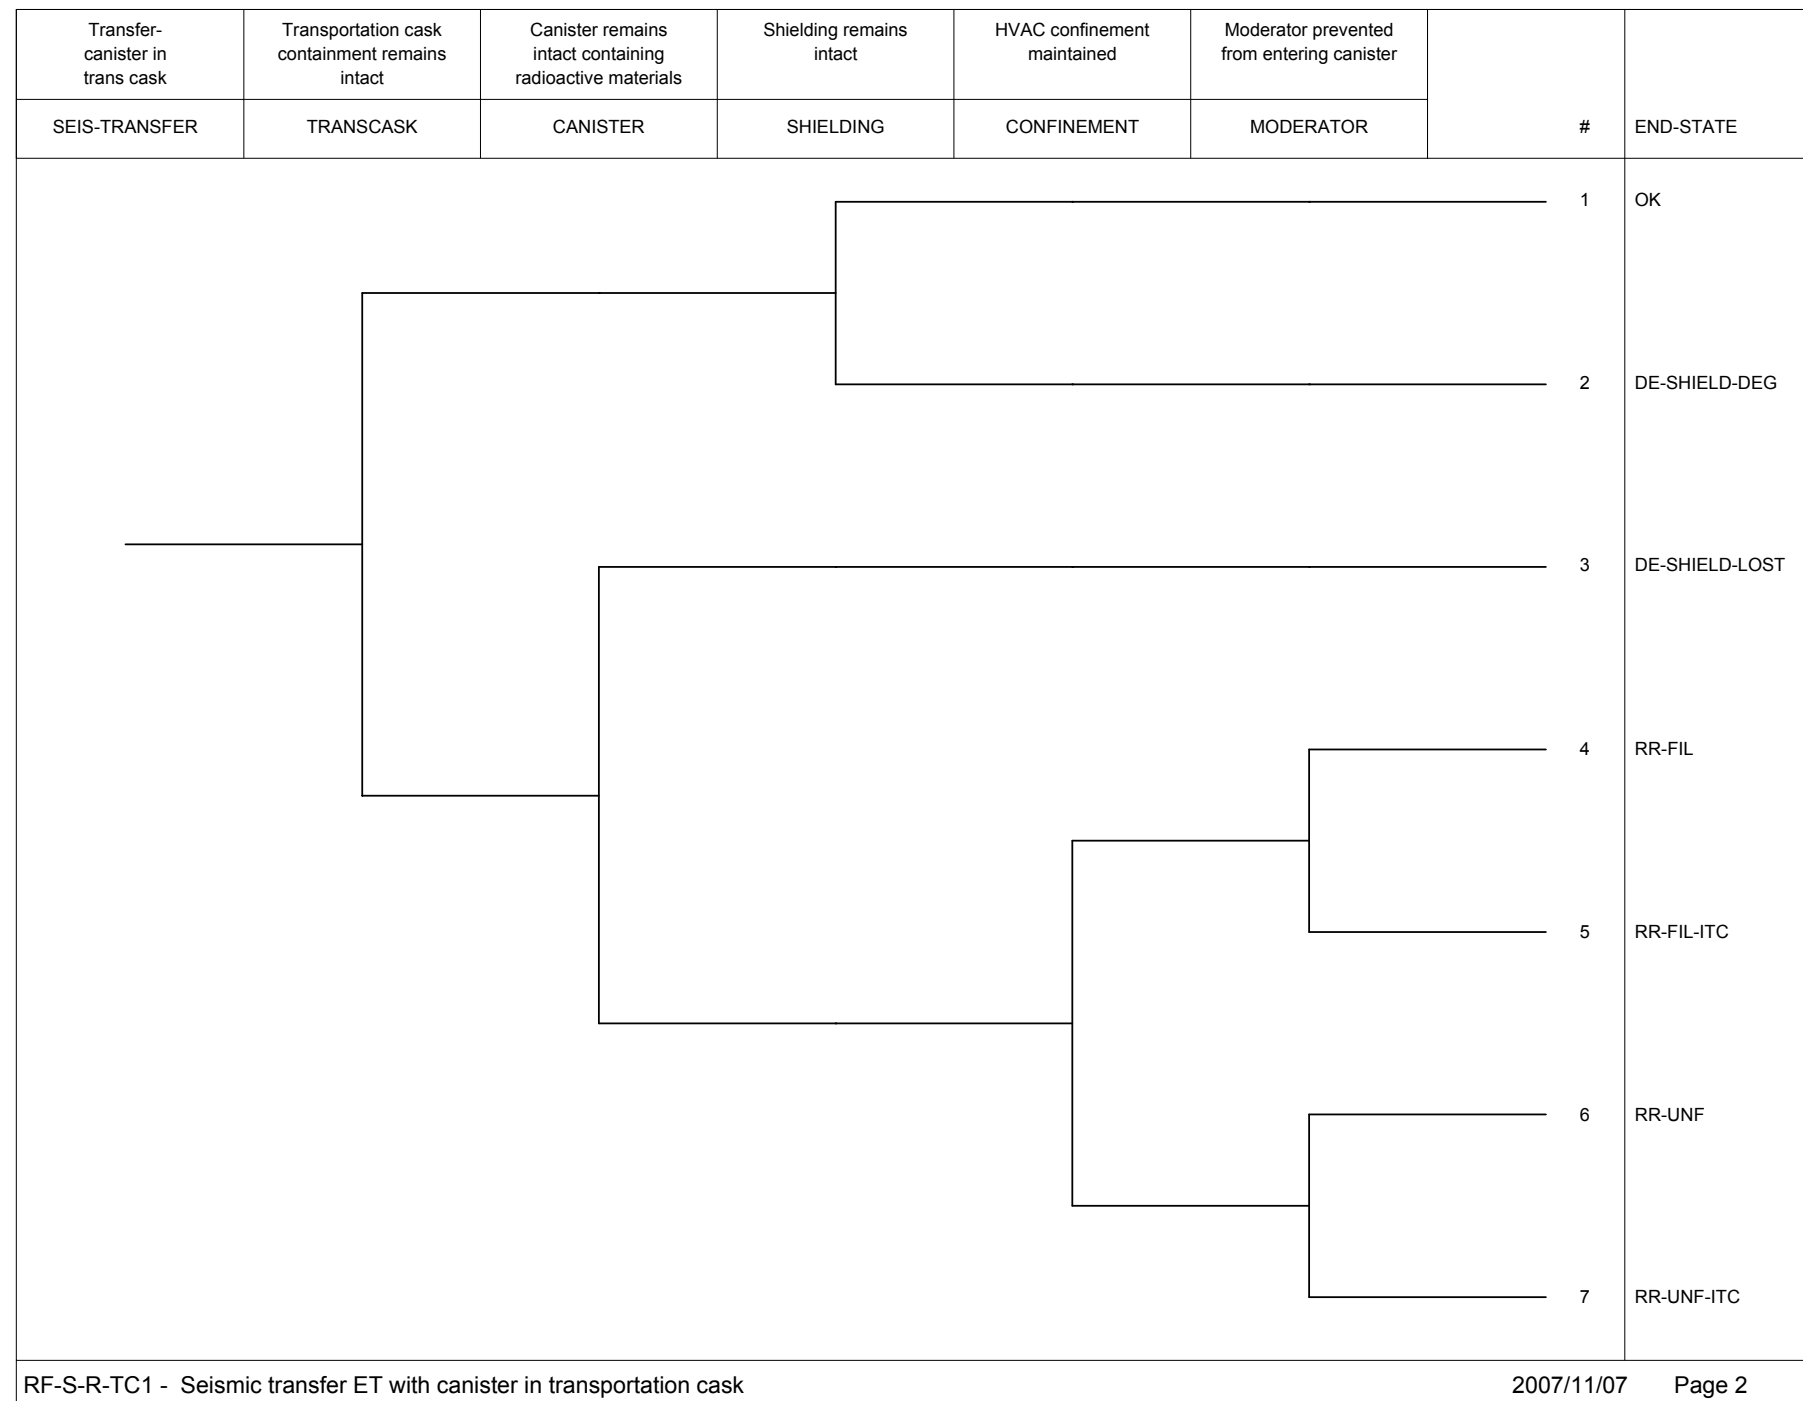 Transfer-
canister in
trans cask
Transportation cask
containment remains
intact
Canister remains
intact containing
radioactive materials
Shielding remains
intact
HVAC confinement
maintained
Moderator prevented
from entering canister
SEIS-TRANSFER
TRANSCASK
CANISTER
SHIELDING
CONFINEMENT
MODERATOR
#
END-STATE
1 OK
2 DE-SHIELD-DEG
3 DE-SHIELD-LOST
4 RR-FIL
5 RR-FIL-ITC
6 RR-UNF
7 RR-UNF-ITC
RF-S-R-TC1 - Seismic transfer ET with canister in transportation cask 2007/11/07 Page 2